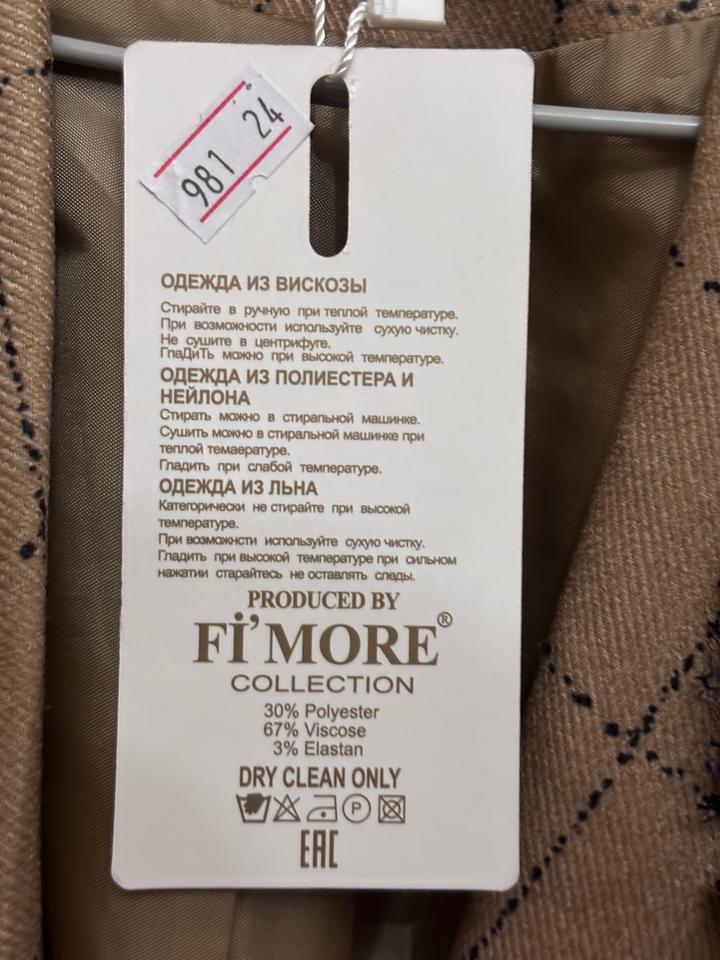 981 24
ОДЕЖДА ИЗ ВИСКОЗЫ
Стирайте в ручную при теплой температуре.
При возможности используйте сухую чистку.
Не сушите в центрифуге.
ГлаДиТь можно при высокой температуре.
ОДЕЖДА ИЗ ПОЛИЕСТЕРА И
НЕЙЛОНА
Стирать можно в стиральной машинке.
Сушить можно в стиральной машинке при
теплой темаературе.
Гладить при слабой температуре.
ОДЕЖДА ИЗ ЛЬНА
Категорически не стирайте при высокой
температуре.
При возможнсти используйте сухую чистку.
Гладить при высокой температуре при сильном
нажатии старайтесь не оставлять следы.
PRODUCED BY
Fİ'MORE®
COLLECTION
30% Polyester
67% Viscose
3% Elastan
DRY CLEAN ONLY
P
EAC